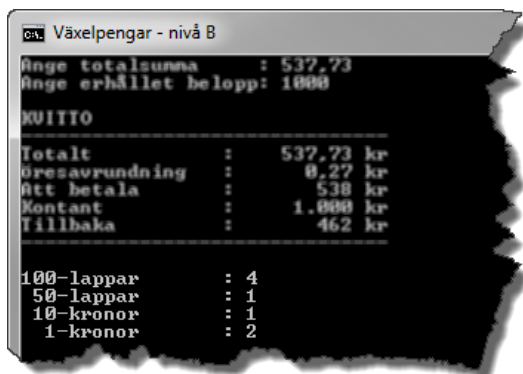 Växelpengar - nivå B
Ange totalsumma : 537,73
Ange erhållet belopp: 1000
KVITTO
----------------------------------------
Totalt : 537,73 kr
öresavrundning : 0,27 kr
Att betala : 538 kr
Kontant : 1.000 kr
Tillbaka : 462 kr
----------------------------------------
100-lappar : 4
50-lappar : 1
10-kronor : 1
1-kronor : 2